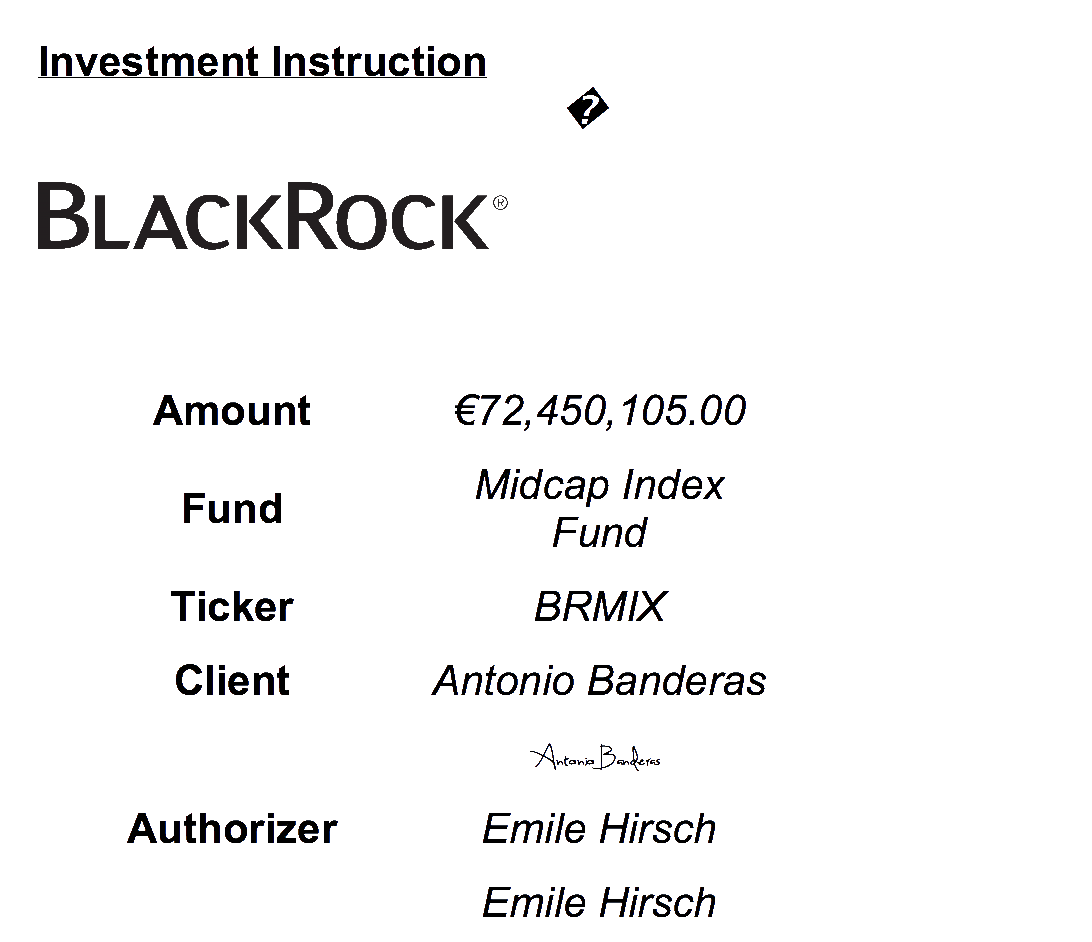 Investment Instruction
�
BLACKROCK®
Amount €72,450,105.00
Fund Midcap Index
Fund
Ticker BRMIX
Client Antonio Banderas
Antonio Banderas
Authorizer Emile Hirsch
Emile Hirsch